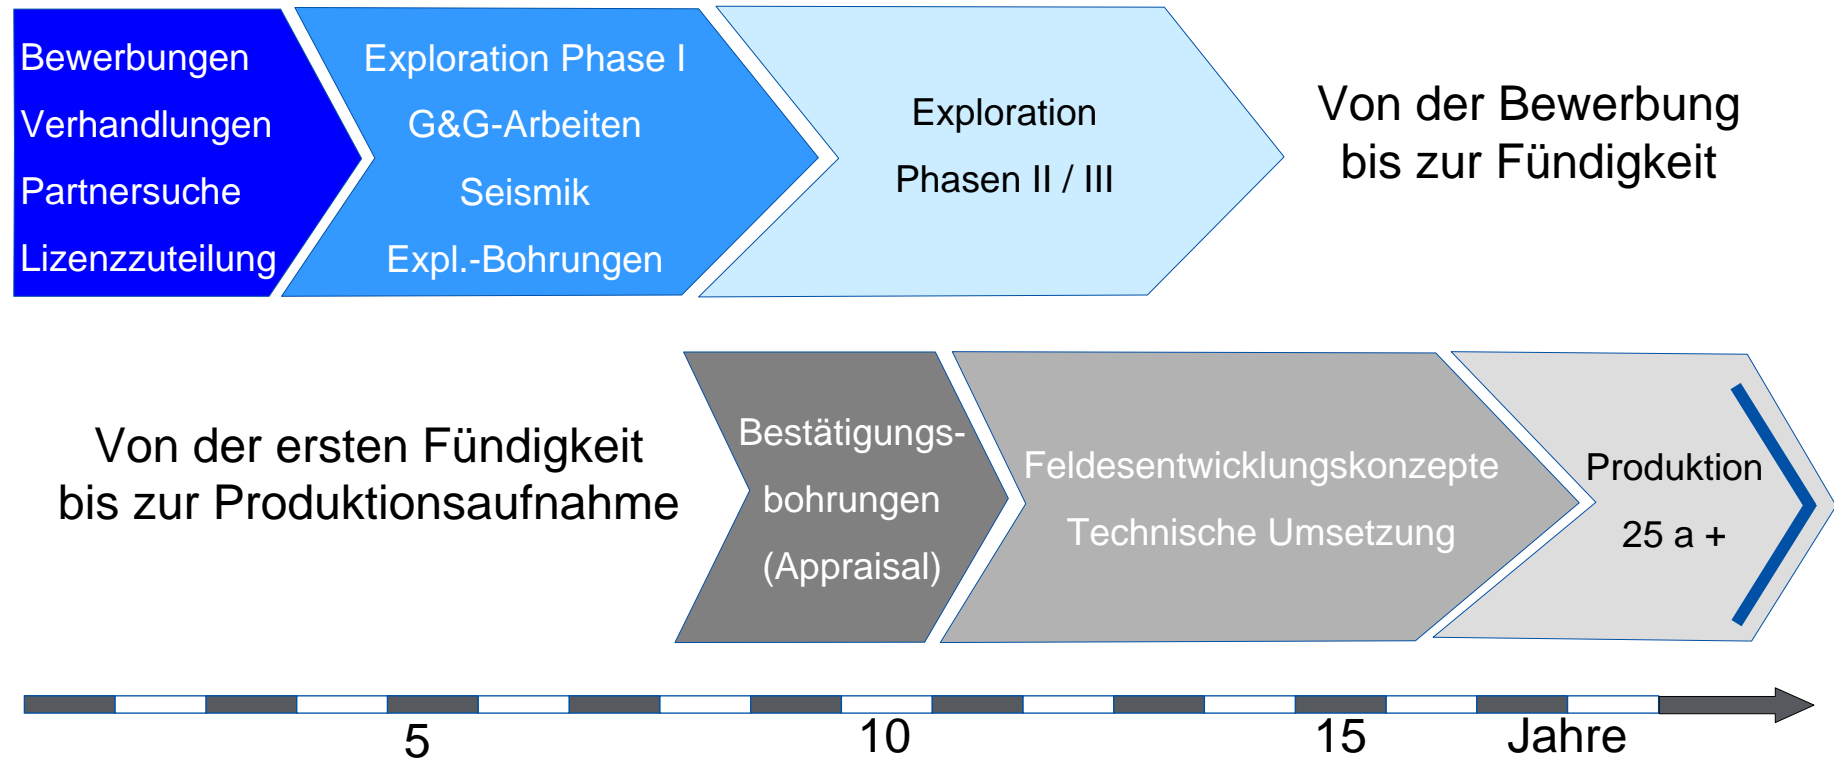 Bewerbungen
Verhandlungen
Partnersuche
Lizenzzuteilung
Exploration Phase I
G&G-Arbeiten
Seismik
Expl.-Bohrungen
Exploration
Phasen II / III
Von der Bewerbung
bis zur Fündigkeit
Von der ersten Fündigkeit
bis zur Produktionsaufnahme
Bestätigungs-
bohrungen
(Appraisal)
Feldesentwicklungskonzepte
Technische Umsetzung
Produktion
25 a +
5 10 15 Jahre